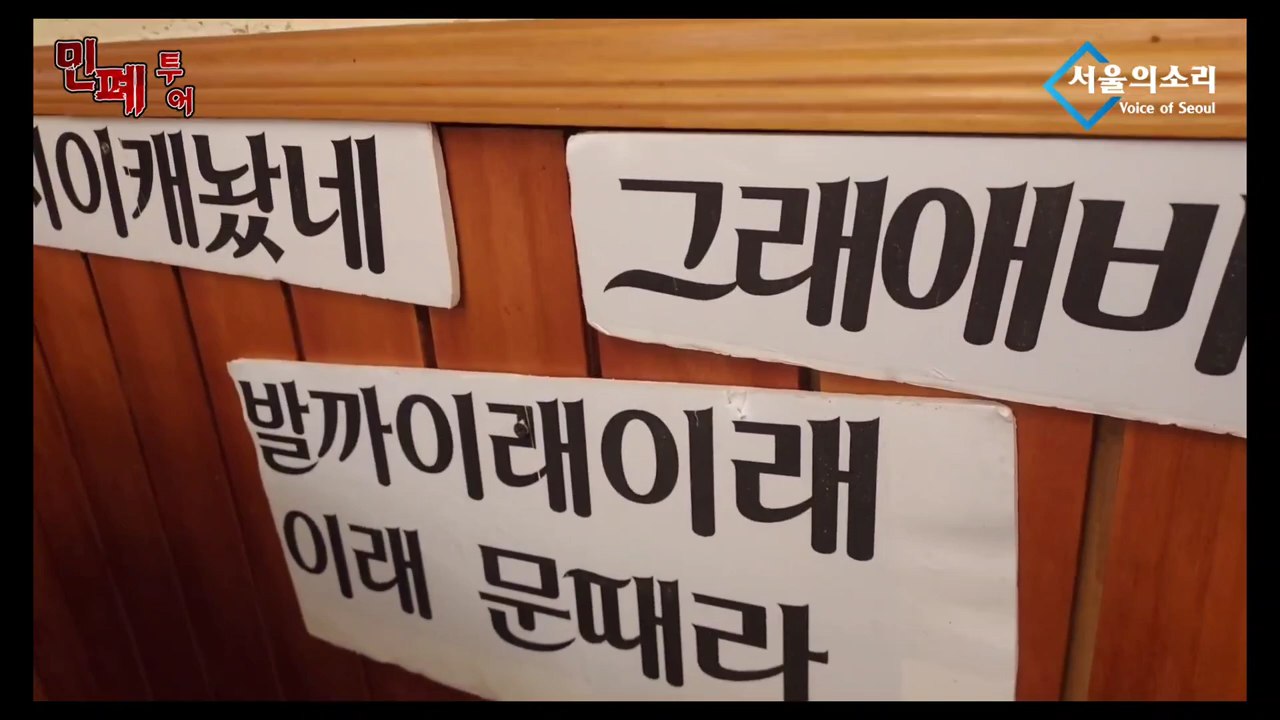 민폐투어
서울의소리
Voice of Seoul
이캐놨네
그래애비
발까이래이래
이래 문때라